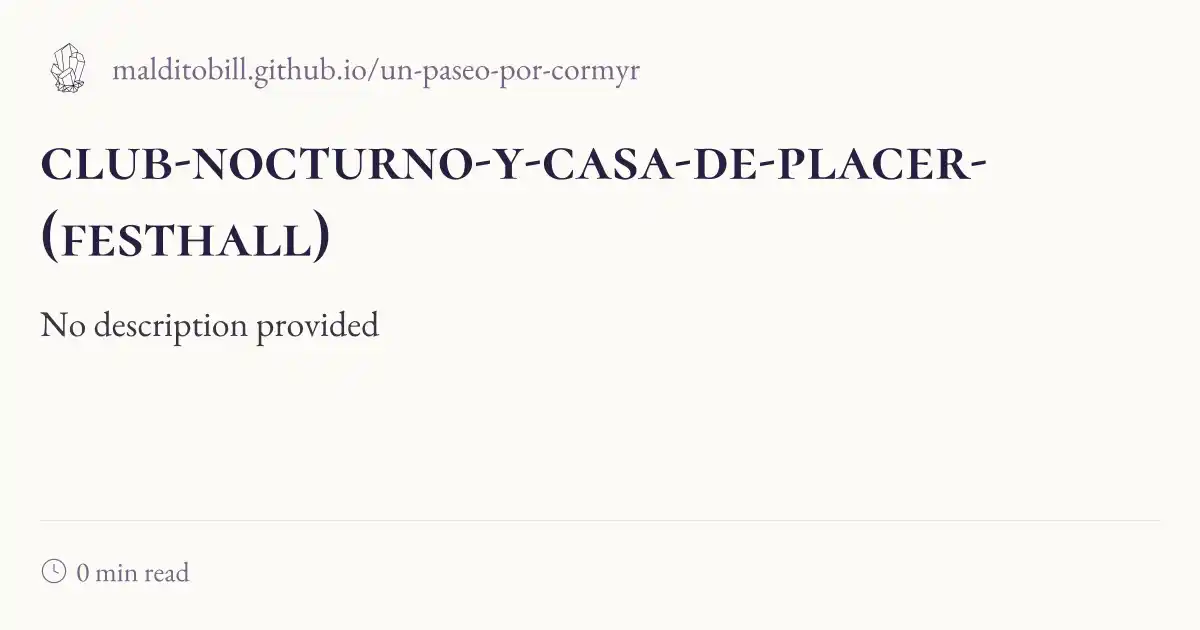 malditobill.github.io/un-paseo-por-cormyr
CLUB-NOCTURNO-Y-CASA-DE-PLACER-
(FESTHALL)
No description provided
0 min read